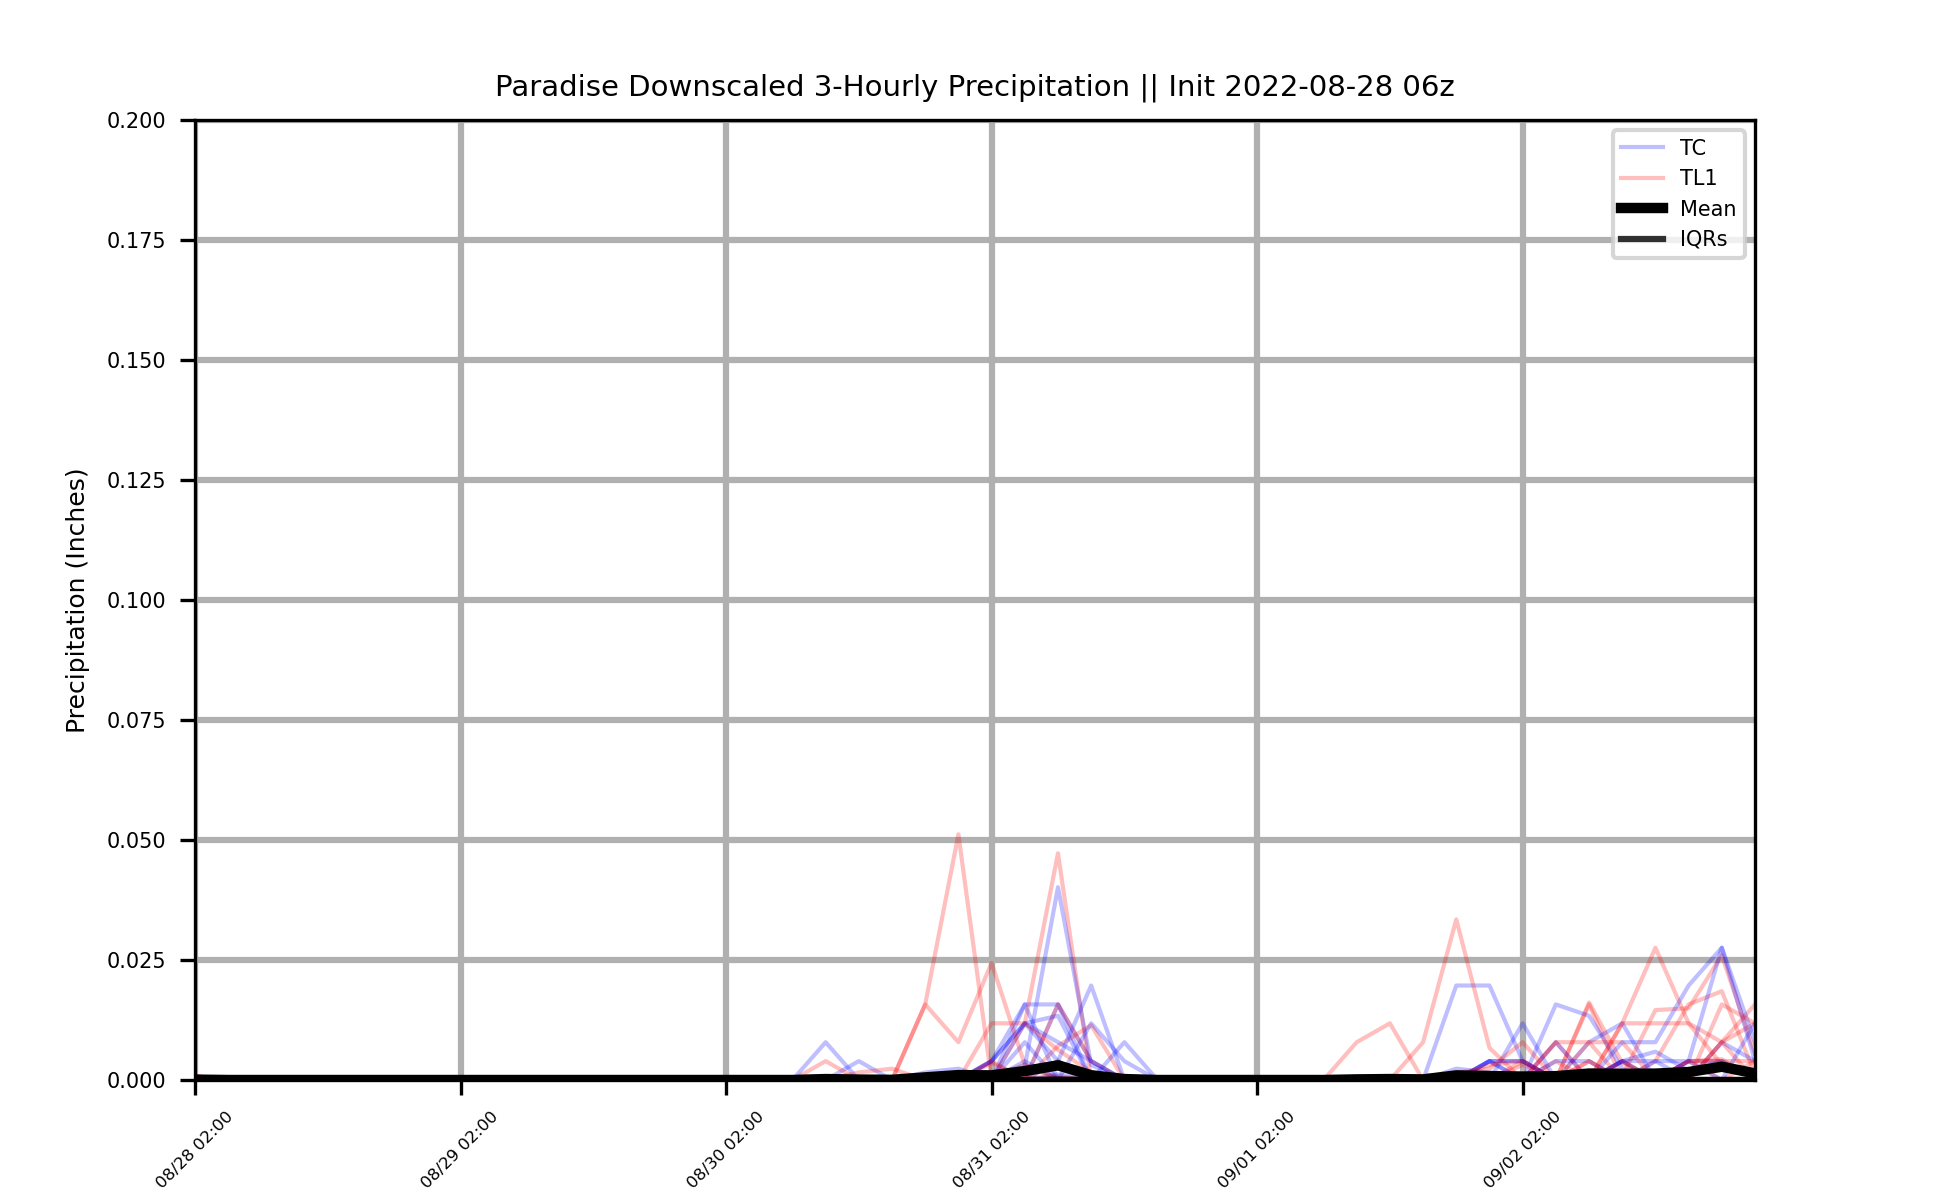 Paradise Downscaled 3-Hourly Precipitation || Init 2022-08-28 06z
TC
TL1
Mean
IQRs
Precipitation (Inches)
0.200
0.175
0.150
0.125
0.100
0.075
0.050
0.025
0.000
08/28 02:00
08/29 02:00
08/30 02:00
08/31 02:00
09/01 02:00
09/02 02:00